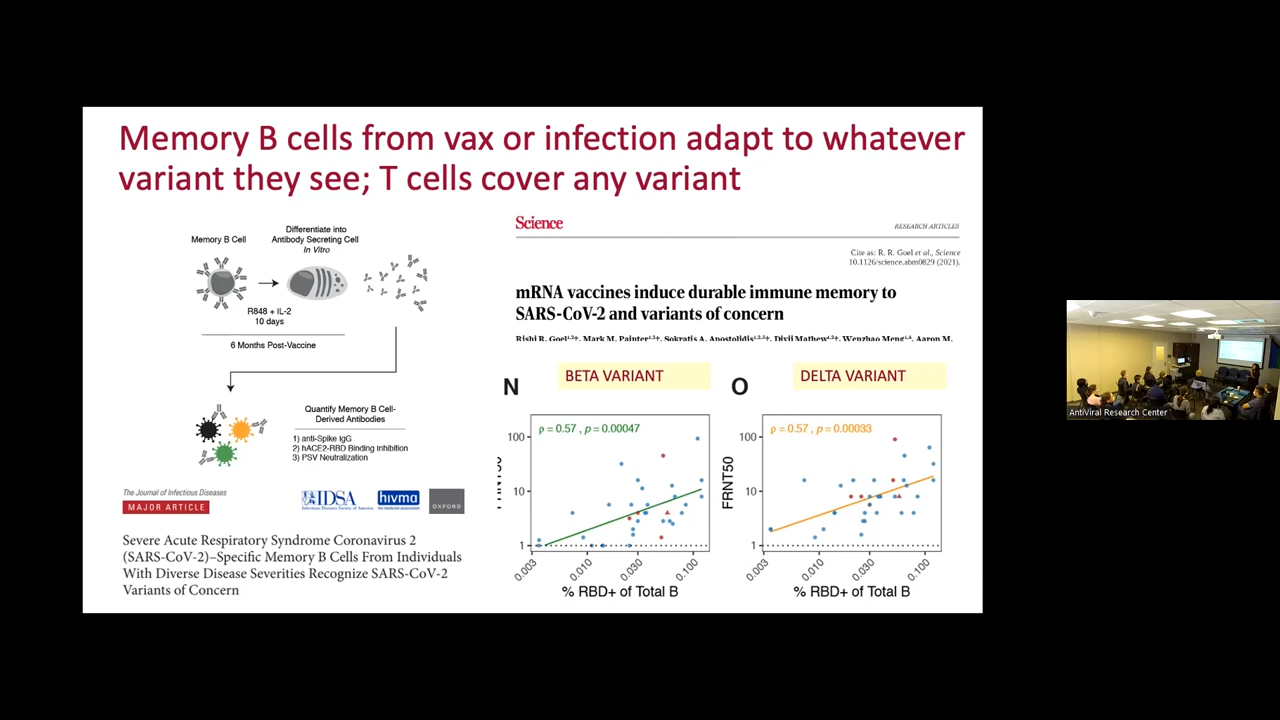 Memory B cells from vax or infection adapt to whatever
variant they see; T cells cover any variant
Memory B Cell
Differentiate into
Antibody Secreting Cell
In Vitro
R848 + IL-2
10 days
6 Months Post-Vaccine
Quantify Memory B Cell-
Derived Antibodies
1) anti-Spike IgG
2) hACE2-RBD Binding Inhibition
3) PSV Neutralization
The Journal of Infectious Diseases
MAJOR ARTICLE
IDSA
Infectious Diseases Society of America
hivma
OXFORD
Severe Acute Respiratory Syndrome Coronavirus 2
(SARS-CoV-2)–Specific Memory B Cells From Individuals
With Diverse Disease Severities Recognize SARS-CoV-2
Variants of Concern
Science
RESEARCH ARTICLES
Cite as: R. R. Goel et al., Science
10.1126/science.abm0829 (2021).
mRNA vaccines induce durable immune memory to
SARS-CoV-2 and variants of concern
Rishi R. Goel, Mark M. Painter, Sokratis A. Apostolidis, Divij Mathew, Wenzhao Meng, Aaron M.
N
BETA VARIANT
ρ = 0.57 , p = 0.00047
FRNT50
100
10
1
0.003
0.010
0.030
0.100
% RBD+ of Total B
O
DELTA VARIANT
ρ = 0.57 , p = 0.00033
FRNT50
100
10
1
0.003
0.010
0.030
0.100
% RBD+ of Total B
AntiViral Research Center